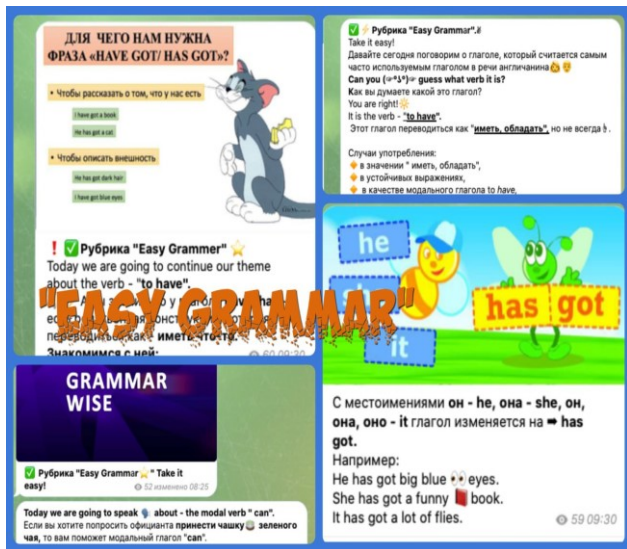 ДЛЯ ЧЕГО НАМ НУЖНА
ФРАЗА «HAVE GOT/ HAS GOT»?
• Чтобы рассказать о том, что у нас есть
I have got a book
He has got a cat
• Чтобы описать внешность
He has got dark hair
I have got blue eyes
❗ ✅ Рубрика "Easy Grammer" ⭐
Today we are going to continue our theme
about the verb - "to have".
переводиться как - иметь что-то.
Знакомимся с ней:
60 09:30
✅⚡ Рубрика "Easy Grammar".
Take it easy!
Давайте сегодня поговорим о глаголе, который считается самым
часто используемым глаголом в речи англичанина
Can you guess what verb it is?
Как вы думаете какой это глагол?
You are right!
It is the verb - "to have".
Этот глагол переводиться как "иметь, обладать", но не всегда
Случаи употребления:
🔸 в значении " иметь, обладать",
🔸 в устойчивых выражениях,
🔸 в качестве модального глагола to have,
"EASY GRAMMAR"
he
it
has got
С местоимениями он - he, она - she, он,
она, оно - it глагол изменяется на ➡ has
got.
Например:
He has got big blue 👀 eyes.
She has got a funny 📕 book.
It has got a lot of flies.
59 09:30
GRAMMAR
WISE
✅ Рубрика "Easy Grammar⭐" Take it
easy!
52 изменено 08:25
Today we are going to speak 🗣 about - the modal verb " can".
Если вы хотите попросить официанта принести чашку🍵 зеленого
чая, то вам поможет модальный глагол "can".